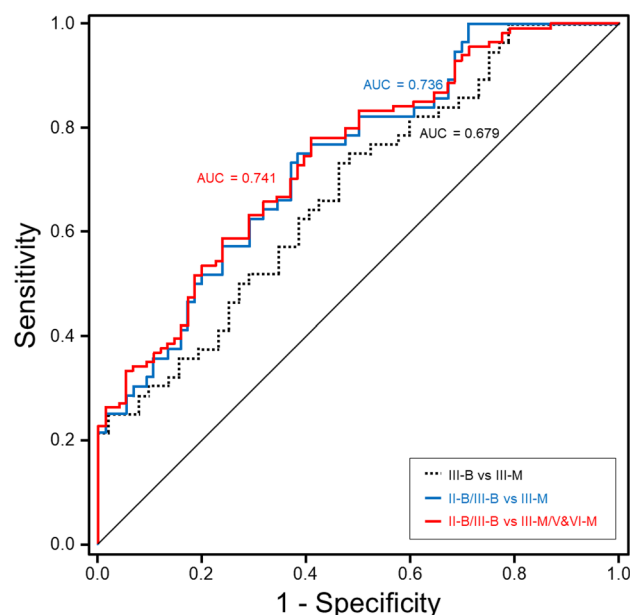 1.0
0.8
0.6
0.4
0.2
0.0
Sensitivity
AUC = 0.736
AUC = 0.679
AUC = 0.741
III-B vs III-M
II-B/III-B vs III-M
II-B/III-B vs III-M/V&VI-M
0.0 0.2 0.4 0.6 0.8 1.0
1 - Specificity